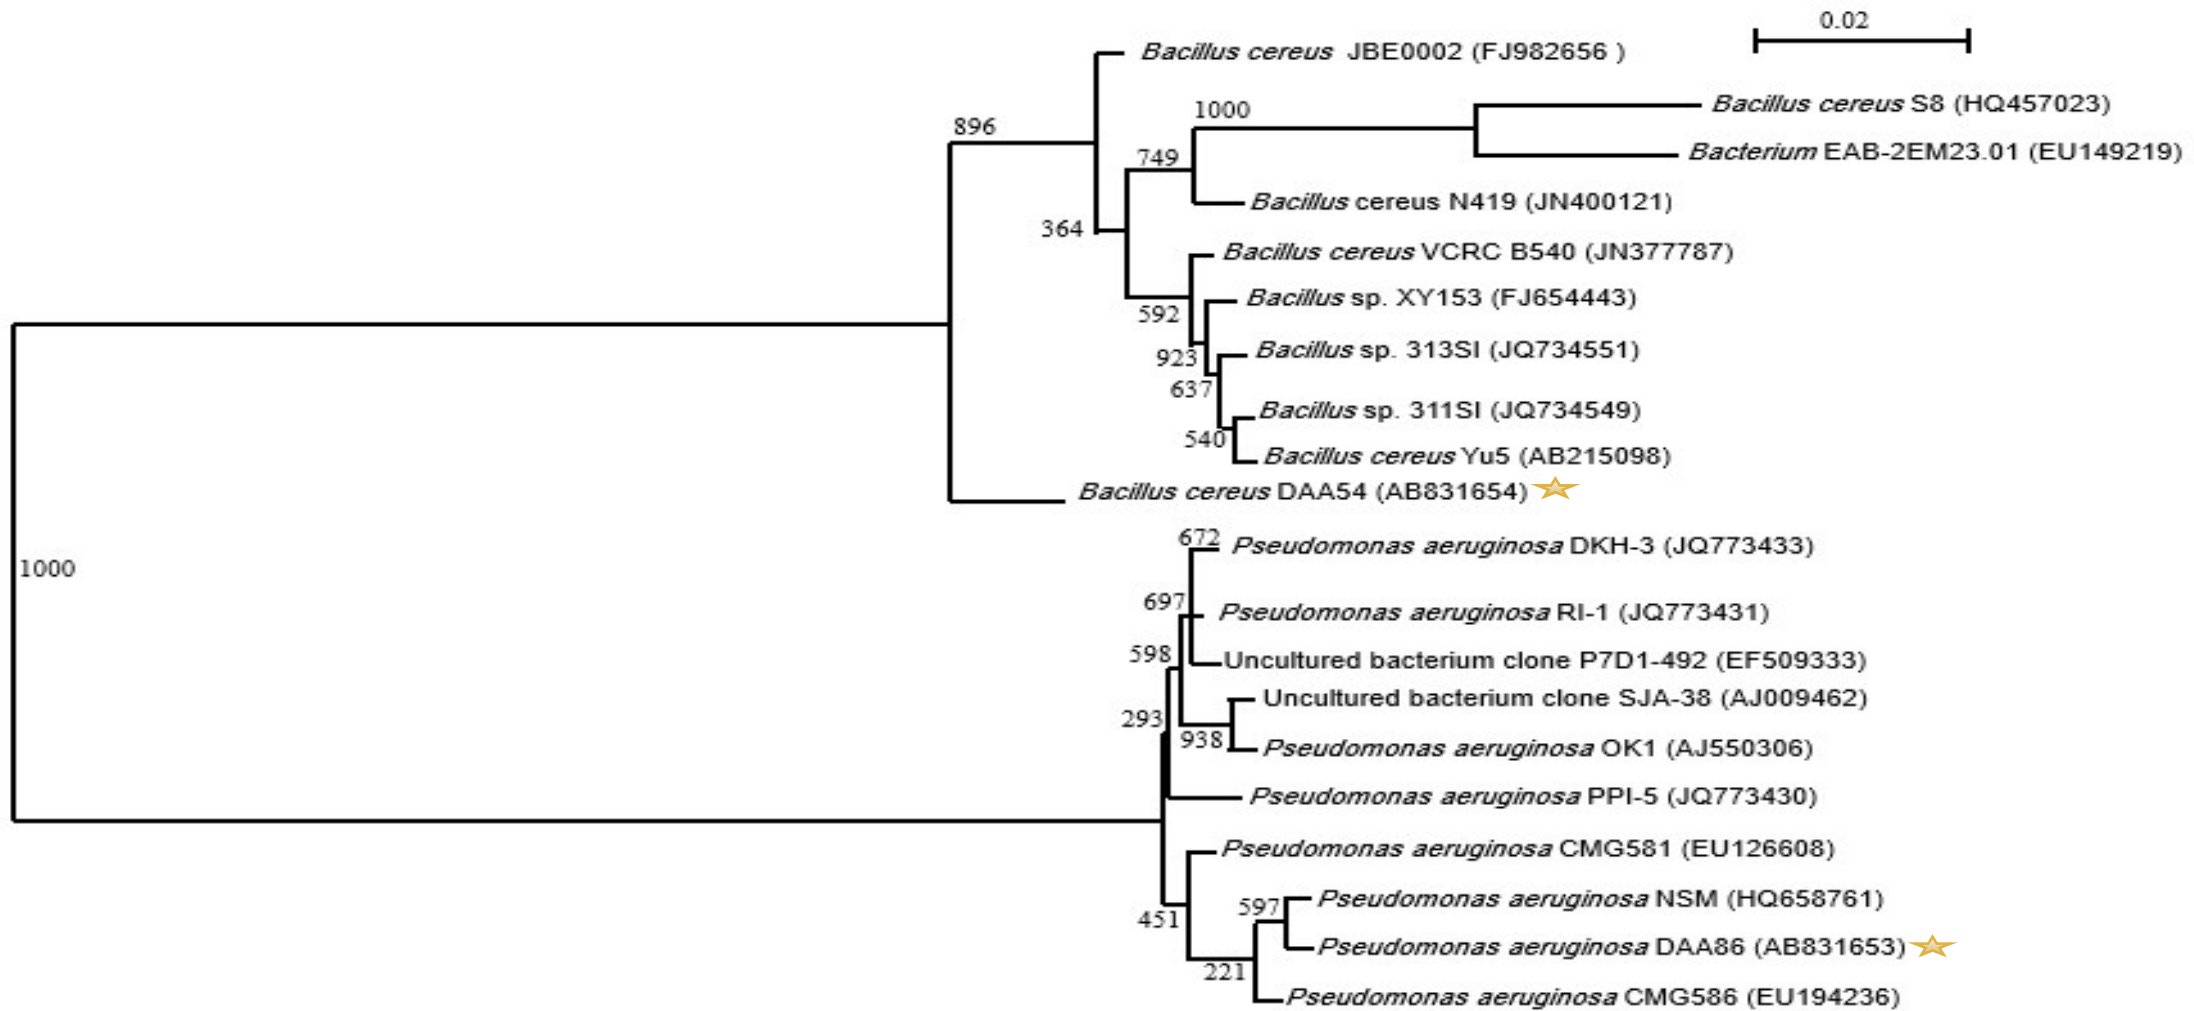 0.02
Bacillus cereus JBE0002 (FJ982656 )
1000
Bacillus cereus S8 (HQ457023)
896
749
Bacterium EAB-2EM23.01 (EU149219)
Bacillus cereus N419 (JN400121)
364
Bacillus cereus VCRC B540 (JN377787)
Bacillus sp. XY153 (FJ654443)
592
Bacillus sp. 313SI (JQ734551)
923
637
Bacillus sp. 311SI (JQ734549)
540
Bacillus cereus Yu5 (AB215098)
Bacillus cereus DAA54 (AB831654)
672
Pseudomonas aeruginosa DKH-3 (JQ773433)
1000
697
Pseudomonas aeruginosa RI-1 (JQ773431)
598
Uncultured bacterium clone P7D1-492 (EF509333)
Uncultured bacterium clone SJA-38 (AJ009462)
293
938
Pseudomonas aeruginosa OK1 (AJ550306)
Pseudomonas aeruginosa PPI-5 (JQ773430)
Pseudomonas aeruginosa CMG581 (EU126608)
597
Pseudomonas aeruginosa NSM (HQ658761)
451
Pseudomonas aeruginosa DAA86 (AB831653)
221
Pseudomonas aeruginosa CMG586 (EU194236)